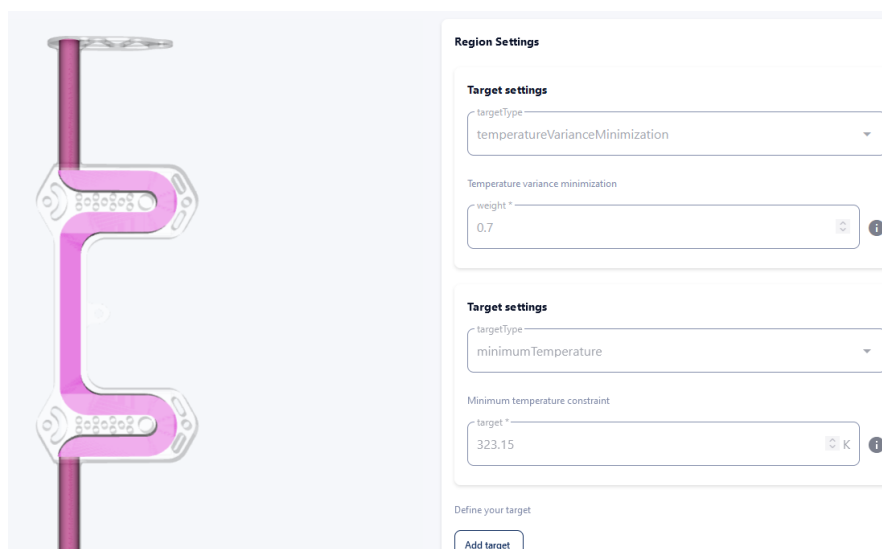 Region Settings
Target settings
targetType
temperatureVarianceMinimization
Temperature variance minimization
weight *
0.7
Target settings
targetType
minimumTemperature
Minimum temperature constraint
target *
323.15
K
Define your target
Add target